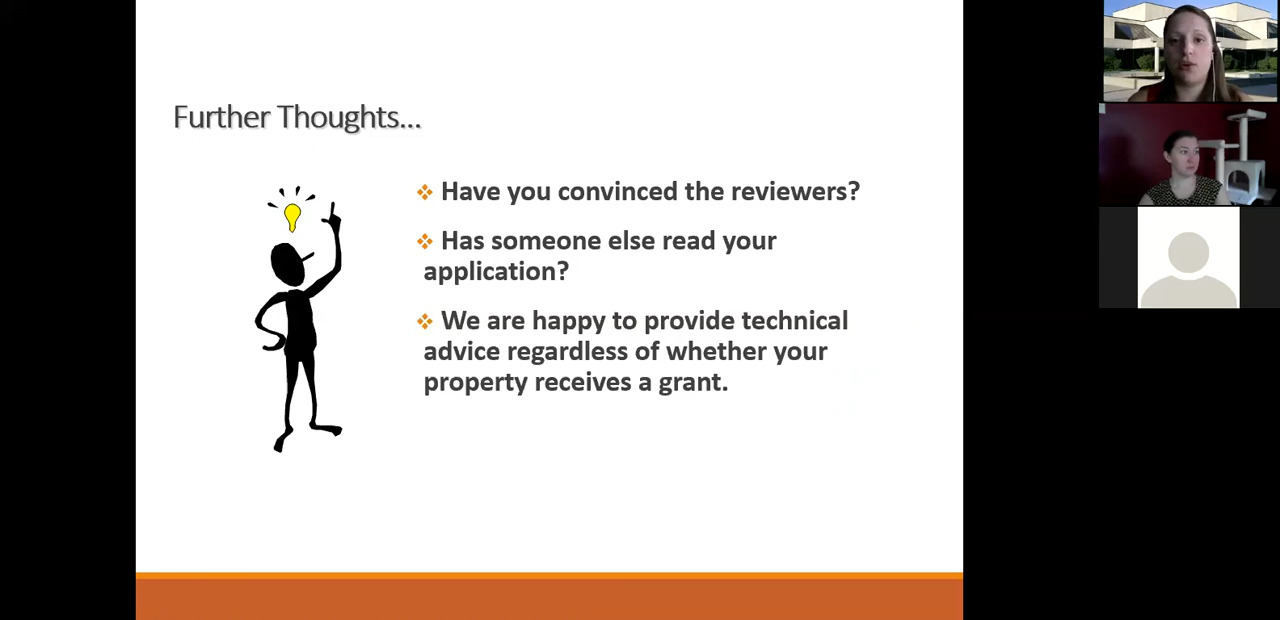 Further Thoughts...
Have you convinced the reviewers?
Has someone else read your
application?
We are happy to provide technical
advice regardless of whether your
property receives a grant.